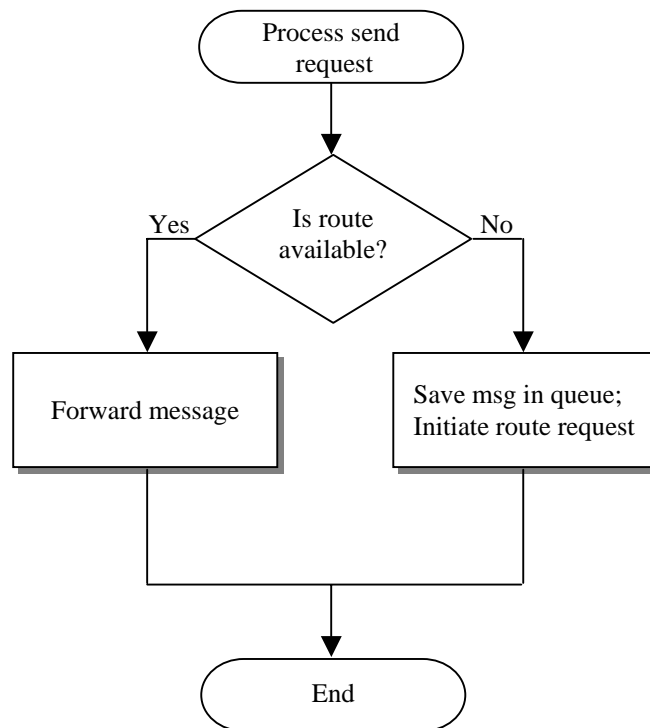 Process send
request
Is route
available?
Yes
No
Forward message
Save msg in queue;
Initiate route request
End